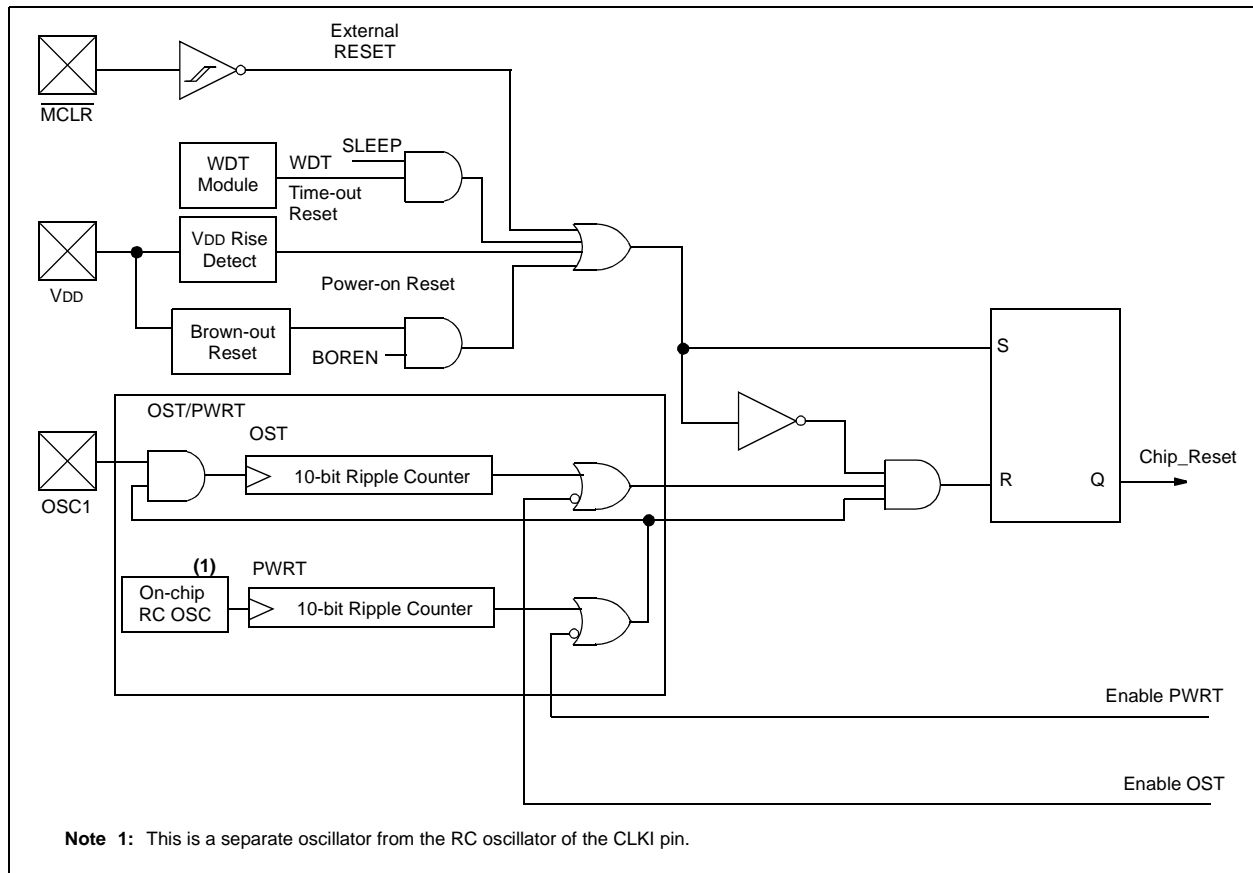 External
RESET
MCLR
SLEEP
WDT
Module
WDT
Time-out
Reset
VDD Rise
Detect
VDD
Power-on Reset
Brown-out
Reset
BOREN
S
OST/PWRT
OST
10-bit Ripple Counter
OSC1
Chip_Reset
R
Q
(1)
PWRT
On-chip
RC OSC
10-bit Ripple Counter
Enable PWRT
Enable OST
Note 1: This is a separate oscillator from the RC oscillator of the CLKI pin.